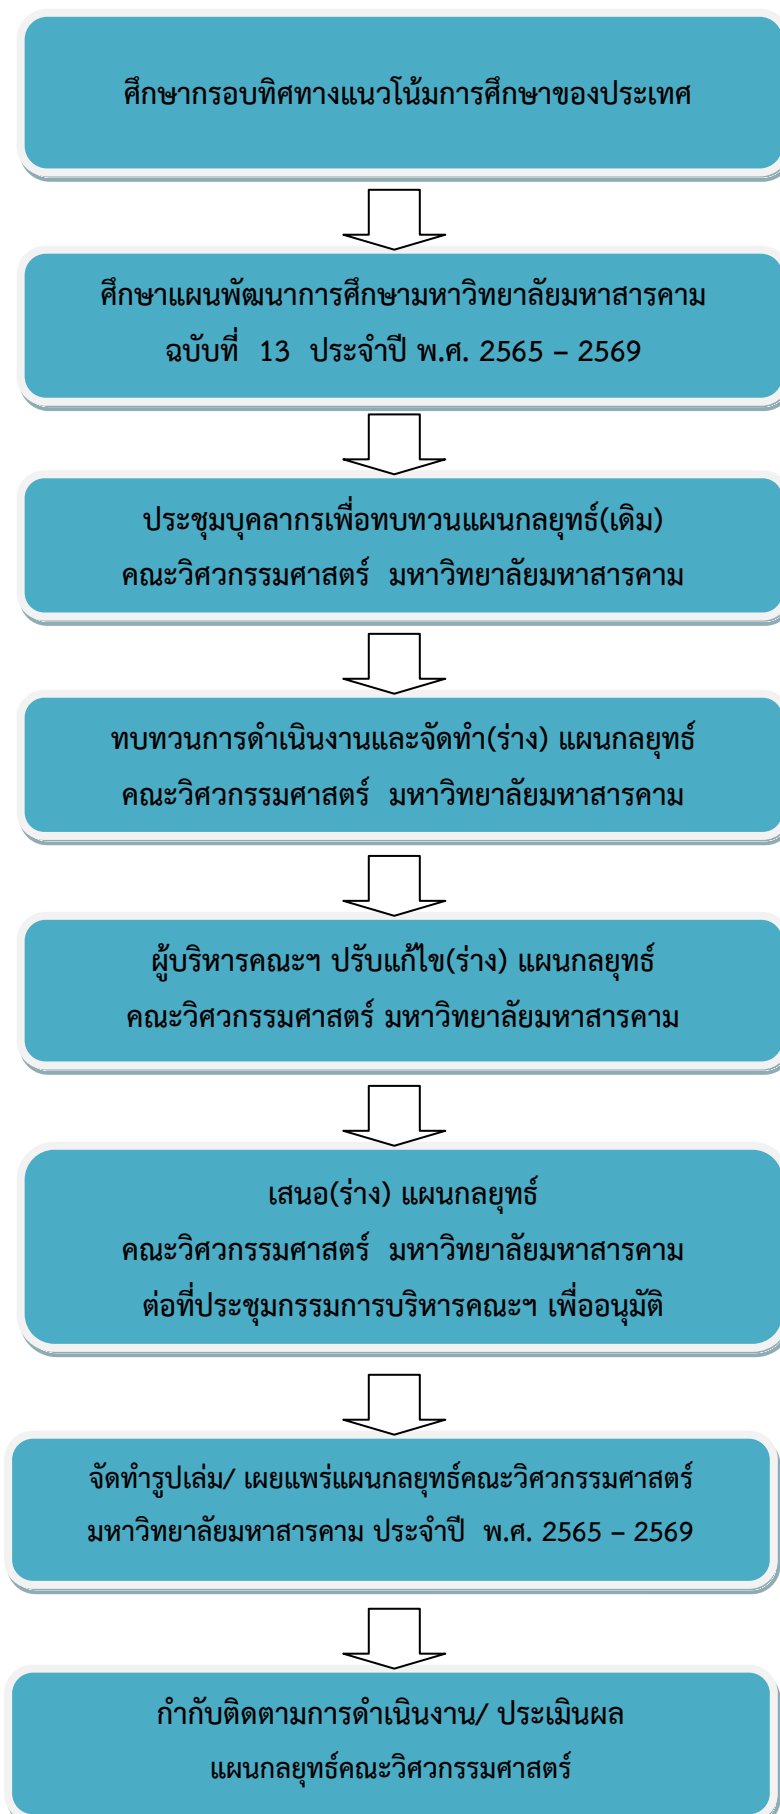 ศึกษากรอบทิศทางแนวโน้มการศึกษาของประเทศ
ศึกษาแผนพัฒนาการศึกษามหาวิทยาลัยมหาสารคาม
ฉบับที่ 13 ประจำปี พ.ศ. 2565 – 2569
ประชุมบุคลากรเพื่อทบทวนแผนกลยุทธ์(เดิม)
คณะวิศวกรรมศาสตร์ มหาวิทยาลัยมหาสารคาม
ทบทวนการดำเนินงานและจัดทำ(ร่าง) แผนกลยุทธ์
คณะวิศวกรรมศาสตร์ มหาวิทยาลัยมหาสารคาม
ผู้บริหารคณะฯ ปรับแก้ไข(ร่าง) แผนกลยุทธ์
คณะวิศวกรรมศาสตร์ มหาวิทยาลัยมหาสารคาม
เสนอ(ร่าง) แผนกลยุทธ์
คณะวิศวกรรมศาสตร์ มหาวิทยาลัยมหาสารคาม
ต่อที่ประชุมกรรมการบริหารคณะฯ เพื่ออนุมัติ
จัดทำรูปเล่ม/ เผยแพร่แผนกลยุทธ์คณะวิศวกรรมศาสตร์
มหาวิทยาลัยมหาสารคาม ประจำปี พ.ศ. 2565 – 2569
กำกับติดตามการดำเนินงาน/ ประเมินผล
แผนกลยุทธ์คณะวิศวกรรมศาสตร์